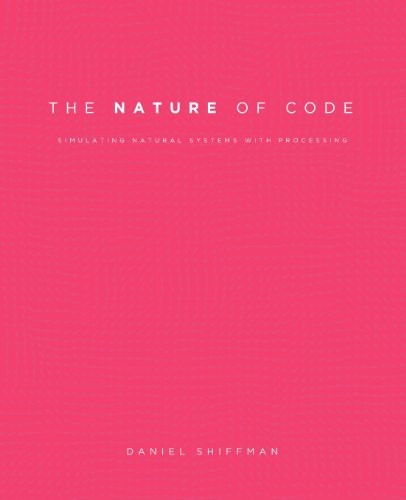 THE NATURE OF CODE
SIMULATING NATURAL SYSTEMS WITH PROCESSING
DANIEL SHIFFMAN